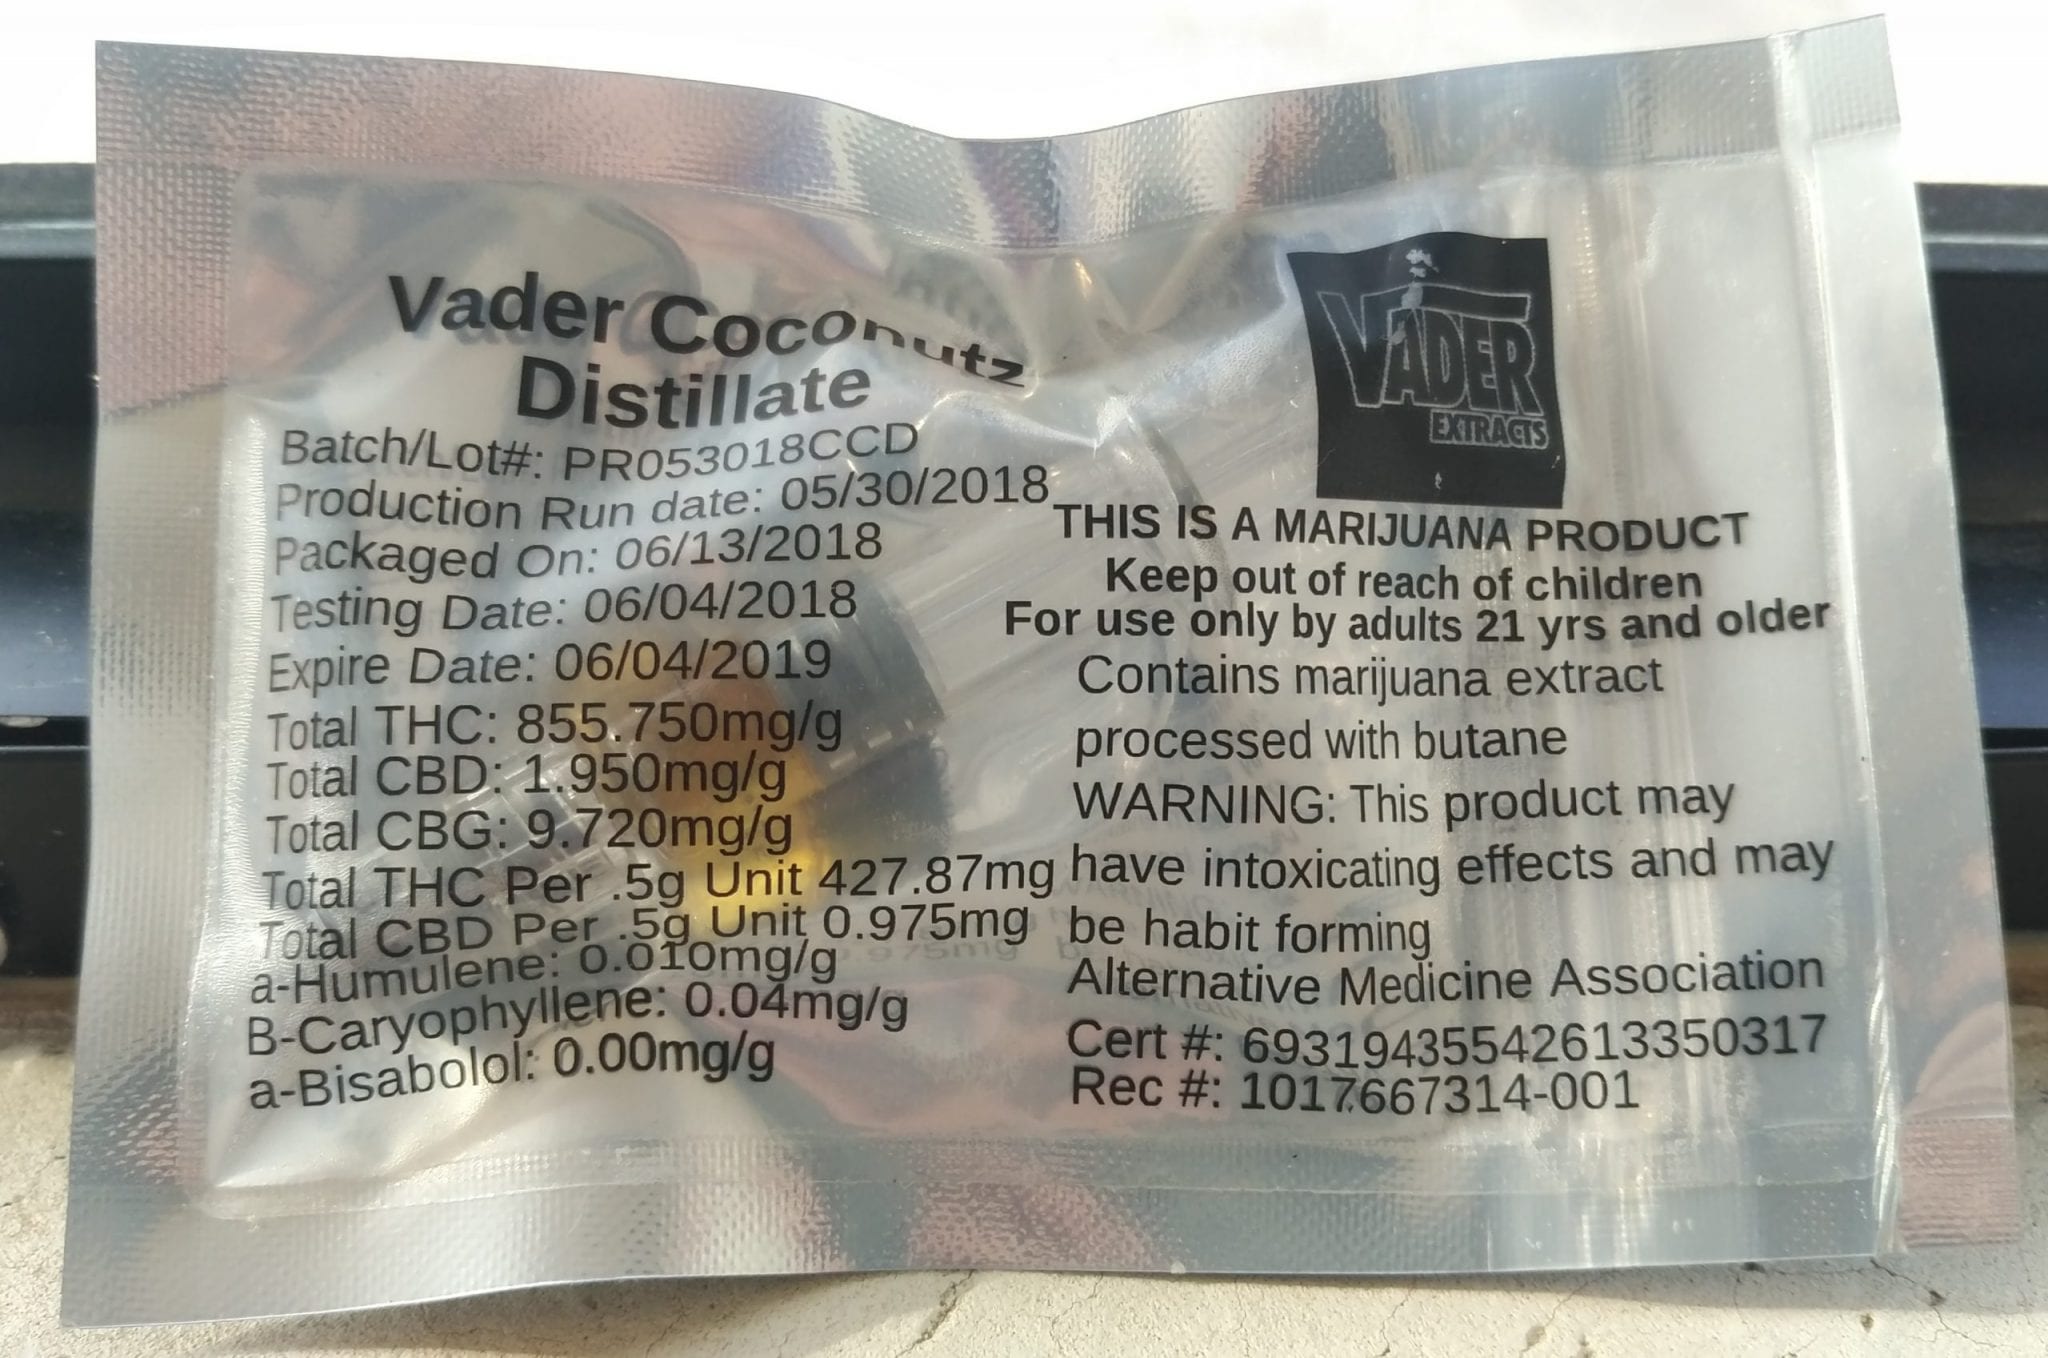 Vader Coconutz
Distillate
Batch/Lot#: PR053018CCD
Production Run date: 05/30/2018
Packaged On: 06/13/2018
Testing Date: 06/04/2018
Expire Date: 06/04/2019
Total THC: 855.750mg/g
Total CBD: 1.950mg/g
Total CBG: 9.720mg/g
Total THC Per .5g Unit 427.87mg
Total CBD Per .5g Unit 0.975mg
a-Humulene: 0.010mg/g
B-Caryophyllene: 0.04mg/g
a-Bisabolol: 0.00mg/g
VADER
EXTRACTS
THIS IS A MARIJUANA PRODUCT
Keep out of reach of children
For use only by adults 21 yrs and older
Contains marijuana extract
processed with butane
WARNING: This product may
have intoxicating effects and may
be habit forming
Alternative Medicine Association
Cert #: 69319435542613350317
Rec #: 1017667314-001